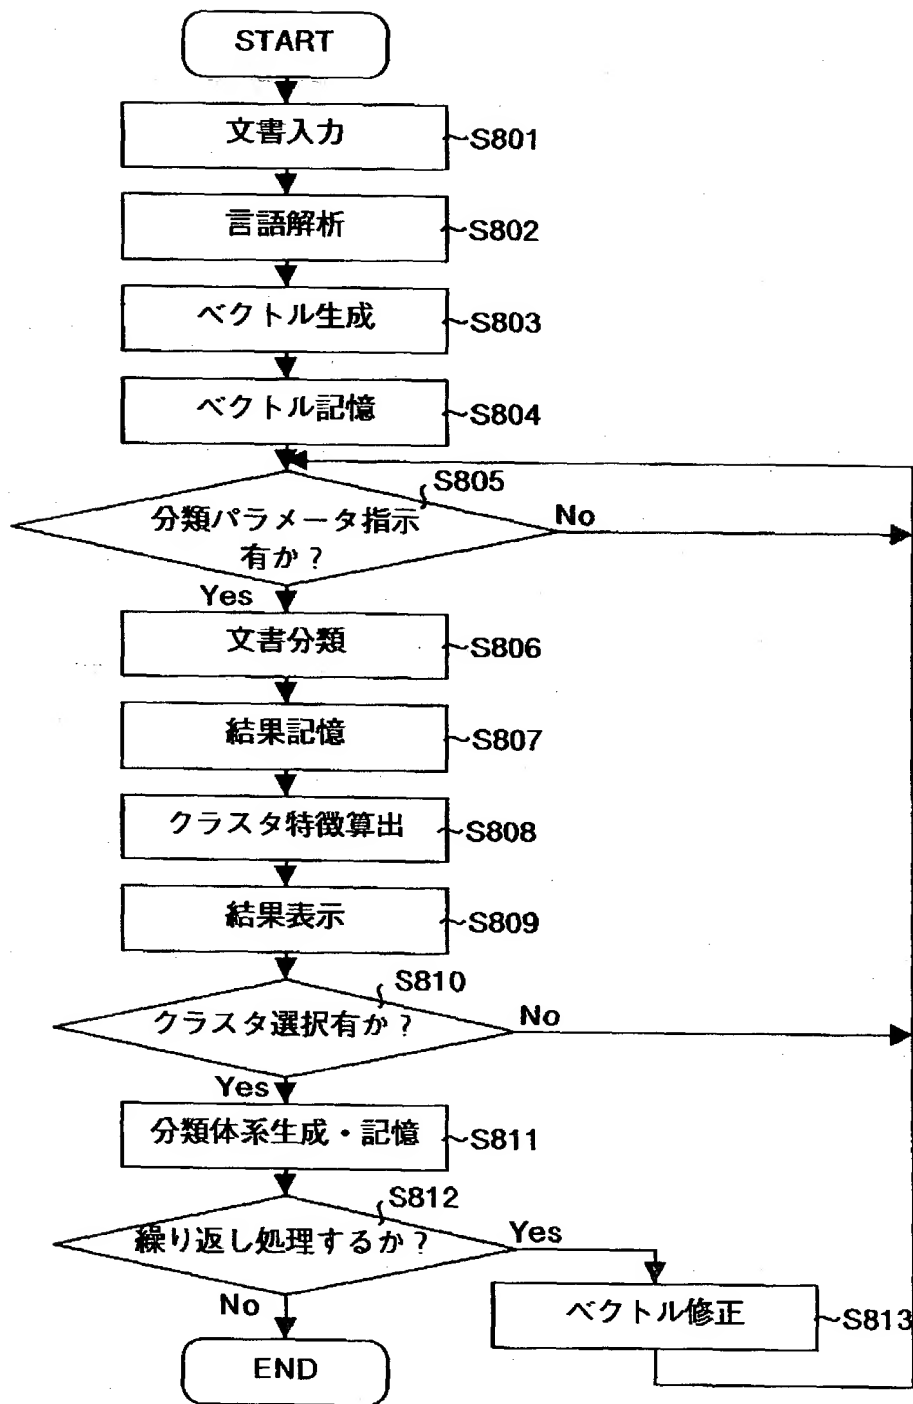 START
文書入力
S801
言語解析
S802
ベクトル生成
S803
ベクトル記憶
S804
S805
分類パラメータ指示
有か？
No
Yes
文書分類
S806
結果記憶
S807
クラスタ特徴算出
S808
結果表示
S809
S810
クラスタ選択有か？
No
Yes
分類体系生成・記憶
S811
S812
繰り返し処理するか？
Yes
No
ベクトル修正
S813
END